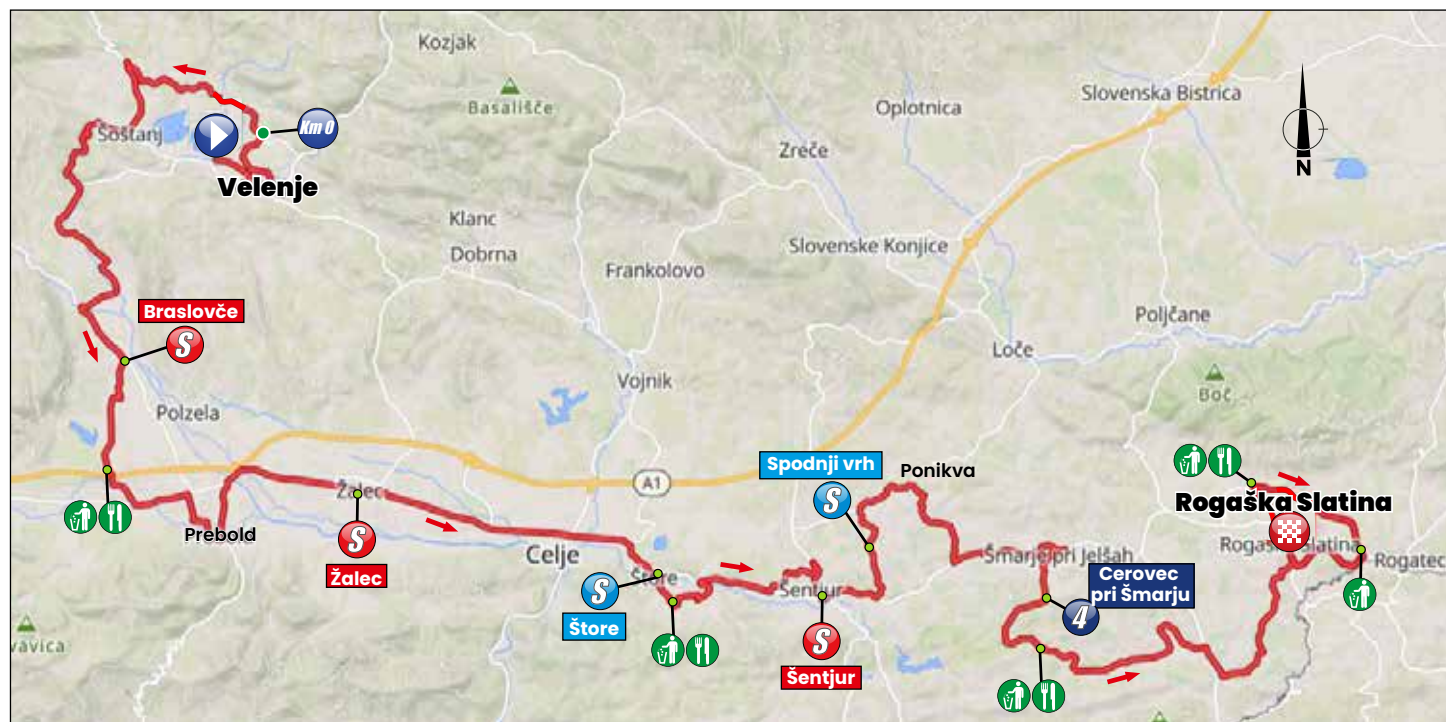 Kozjak
Basališče
Oplotnica
Slovenska Bistrica
Šoštanj
Km 0
Velenje
Zreče
N
Klanc
Dobrna
Frankolovo
Slovenske Konjice
Braslovče
S
Poljčane
Loče
Boč
Vojnik
Polzela
A1
Spodnji vrh
S
Ponikva
Rogaška Slatina
Žalec
Prebold
S
Žalec
Celje
Štore
S
Štore
Šentjur
S
Šentjur
Šmarje pri Jelšah
Cerovec
pri Šmarju
4
Rogaška Slatina
Rogatec
vavica